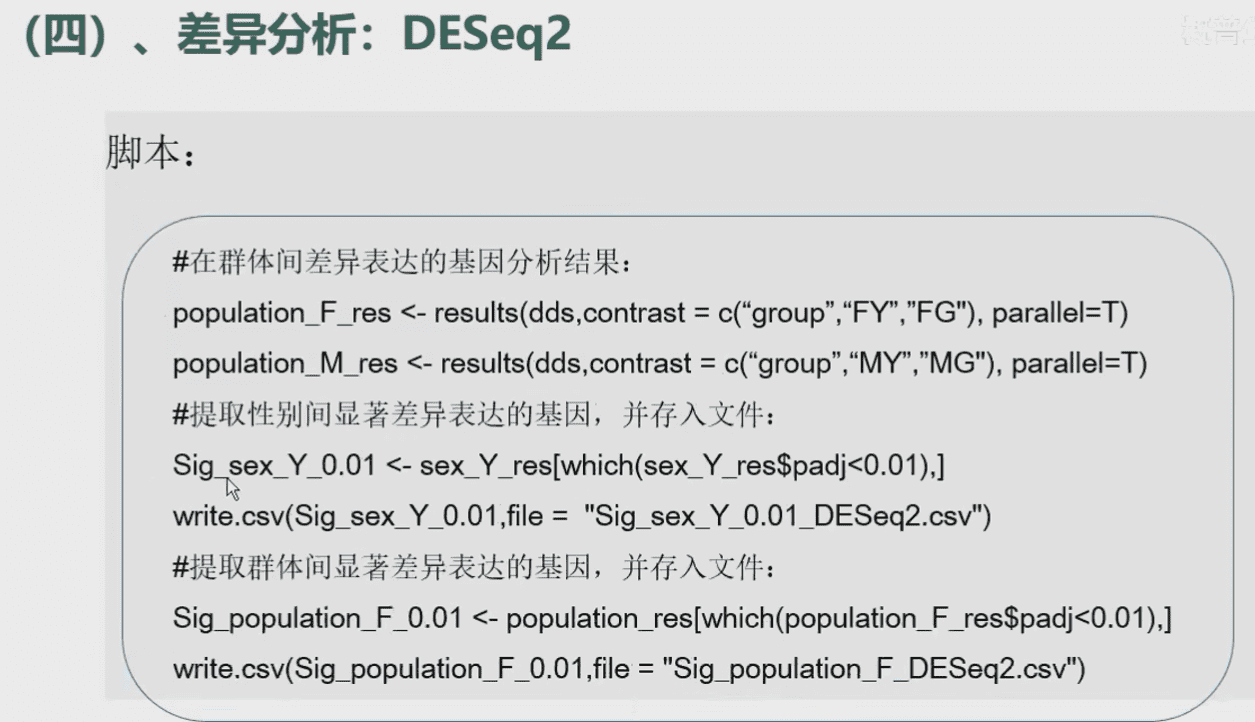 （四）、差异分析：DESeq2
脚本：
#在群体间差异表达的基因分析结果：
population_F_res <- results(dds,contrast = c(“group”,“FY”,”FG"), parallel=T)
population_M_res <- results(dds,contrast = c(“group”,“MY”,”MG"), parallel=T)
#提取性别间显著差异表达的基因，并存入文件：
Sig_sex_Y_0.01 <- sex_Y_res[which(sex_Y_res$padj<0.01),]
write.csv(Sig_sex_Y_0.01,file =  "Sig_sex_Y_0.01_DESeq2.csv")
#提取群体间显著差异表达的基因，并存入文件：
Sig_population_F_0.01 <- population_res[which(population_F_res$padj<0.01),]
write.csv(Sig_population_F_0.01,file = "Sig_population_F_DESeq2.csv")